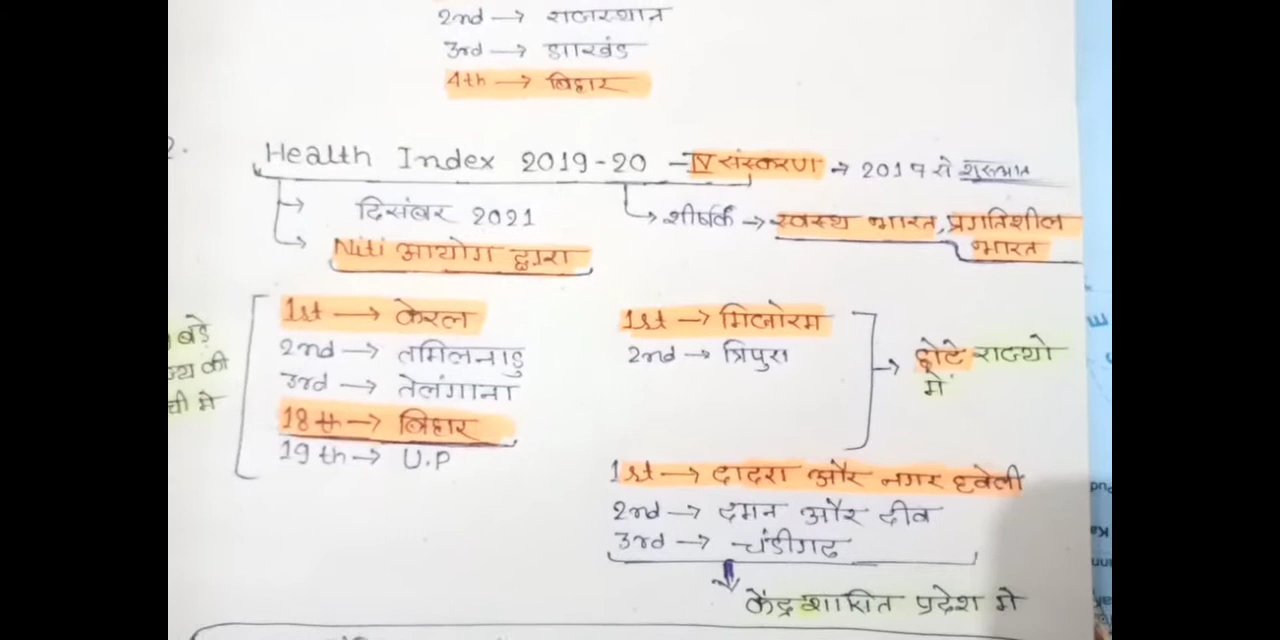 2nd → राजस्थान
3rd → झारखंड
4th → बिहार
2. Health Index 2019-20 - IV संस्करण → 2019 से शुरूआत
→ दिसंबर 2021
→ शीर्षक → स्वस्थ भारत, प्रगतिशील
भारत
→ Niti आयोग द्वारा
बड़े
ज्य की
ची मे
1st → केरल
2nd → तमिलनाडु
3rd → तेलंगाना
18th → बिहार
19th → U.P
1st → मिजोरम
2nd → त्रिपुरा
→ छोटे राज्यो
में
1st → दादरा और नगर हवेली
2nd → दमन और दीव
3rd → चंडीगढ
केंद्रशासित प्रदेश मे